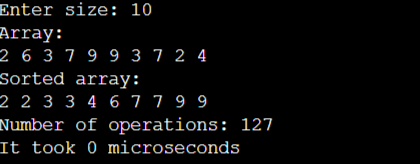 Enter size: 10
Array:
2 6 3 7 9 9 3 7 2 4
Sorted array:
2 2 3 3 4 6 7 7 9 9
Number of operations: 127
It took 0 microseconds